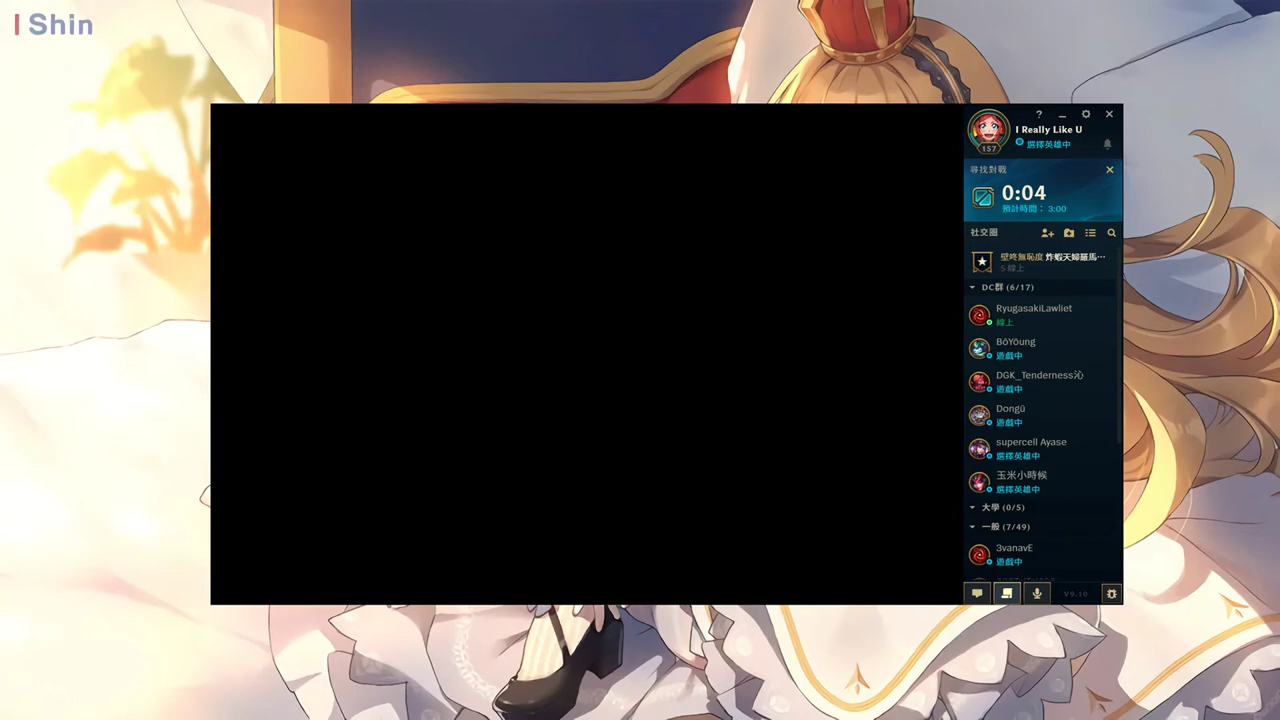 | Shin
?
I Really Like U
選擇英雄中
157
尋找對戰
0:04
預計時間： 3:00
社交圈
壁咚無恥度 炸蝦天婦羅馬…
5 線上
DC群 (6/17)
RyugasakiLawliet
線上
BōYōung
遊戲中
DGK_Tenderness沁
遊戲中
Dongū
遊戲中
supercell Ayase
選擇英雄中
玉米小時候
選擇英雄中
大學 (0/5)
一般 (7/49)
3vanavE
遊戲中
V9.10